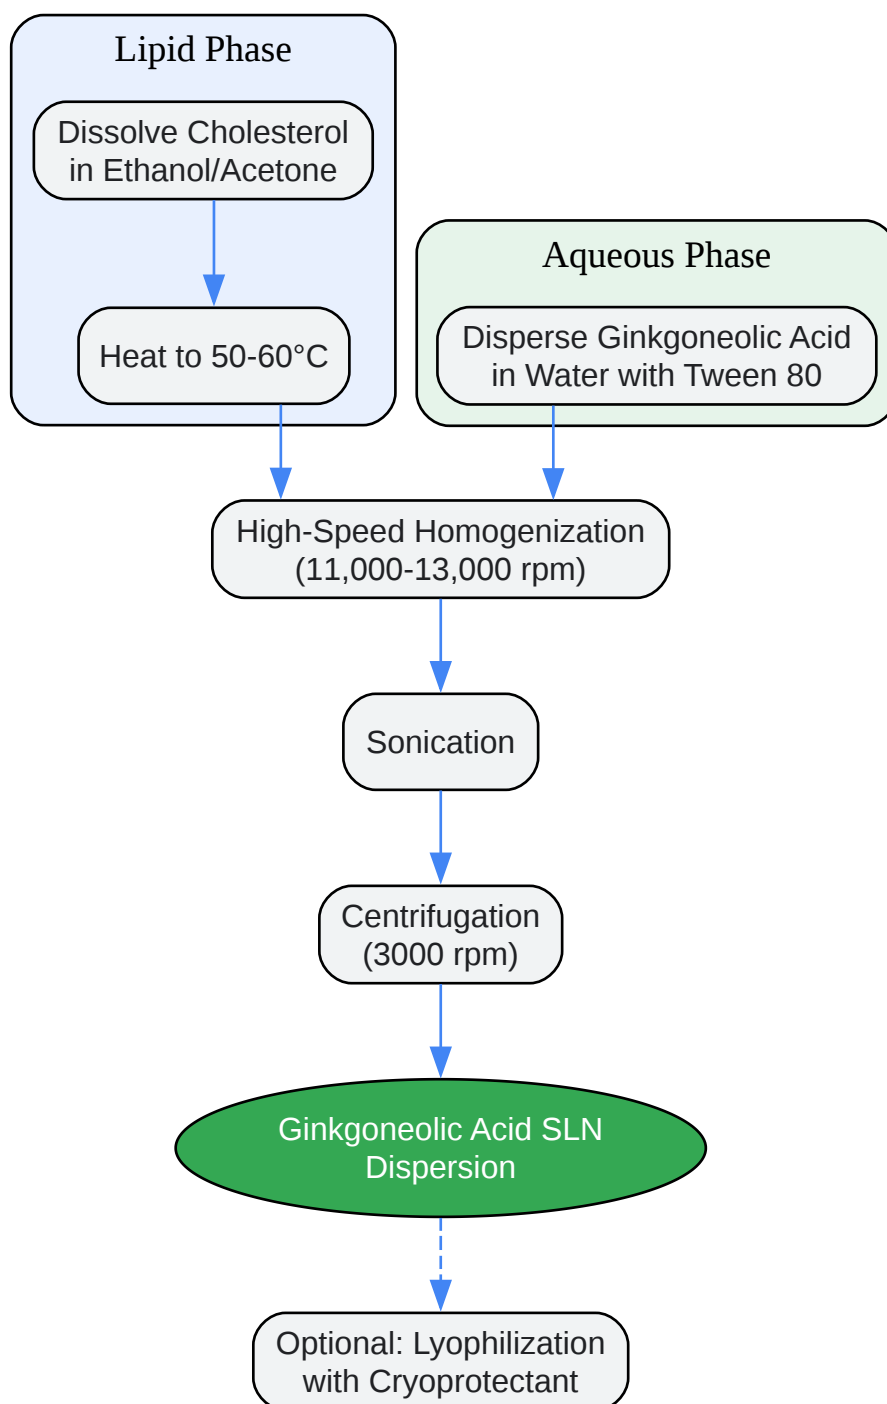 Lipid Phase
Dissolve Cholesterol
in Ethanol/Acetone
Heat to 50-60°C
Aqueous Phase
Disperse Ginkgoneolic Acid
in Water with Tween 80
High-Speed Homogenization
(11,000-13,000 rpm)
Sonication
Centrifugation
(3000 rpm)
Ginkgoneolic Acid SLN
Dispersion
Optional: Lyophilization
with Cryoprotectant